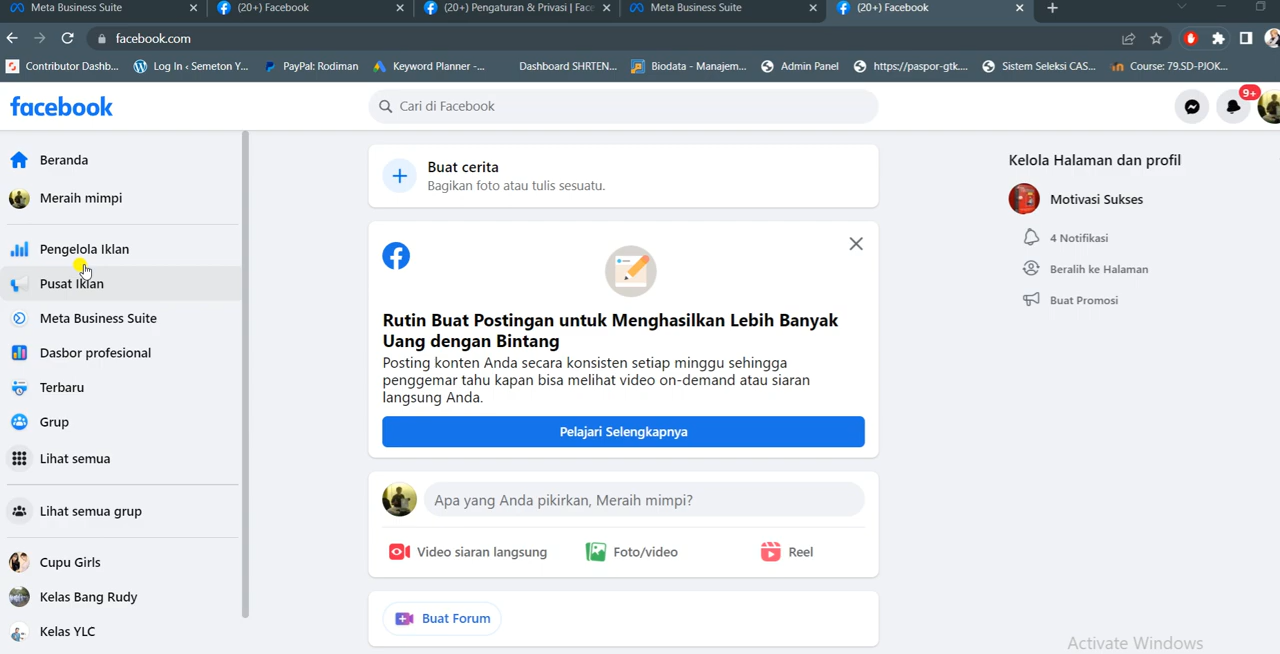 Meta Business Suite
(20+) Facebook
(20+) Pengaturan & Privasi | Face
Meta Business Suite
(20+) Facebook
facebook.com
Contributor Dashb...
Log In ‹ Semeton Y...
PayPal: Rodiman
Keyword Planner -...
Dashboard SHRTEN...
Biodata - Manajem...
Admin Panel
https://paspor-gtk....
Sistem Seleksi CAS...
Course: 79.SD-PJOK...
facebook
Cari di Facebook
9+
Beranda
Meraih mimpi
Pengelola Iklan
Pusat Iklan
Meta Business Suite
Dasbor profesional
Terbaru
Grup
Lihat semua
Lihat semua grup
Cupu Girls
Kelas Bang Rudy
Kelas YLC
Buat cerita
Bagikan foto atau tulis sesuatu.
Rutin Buat Postingan untuk Menghasilkan Lebih Banyak
Uang dengan Bintang
Posting konten Anda secara konsisten setiap minggu sehingga
penggemar tahu kapan bisa melihat video on-demand atau siaran
langsung Anda.
Pelajari Selengkapnya
Apa yang Anda pikirkan, Meraih mimpi?
Video siaran langsung
Foto/video
Reel
Buat Forum
Kelola Halaman dan profil
Motivasi Sukses
4 Notifikasi
Beralih ke Halaman
Buat Promosi
Activate Windows